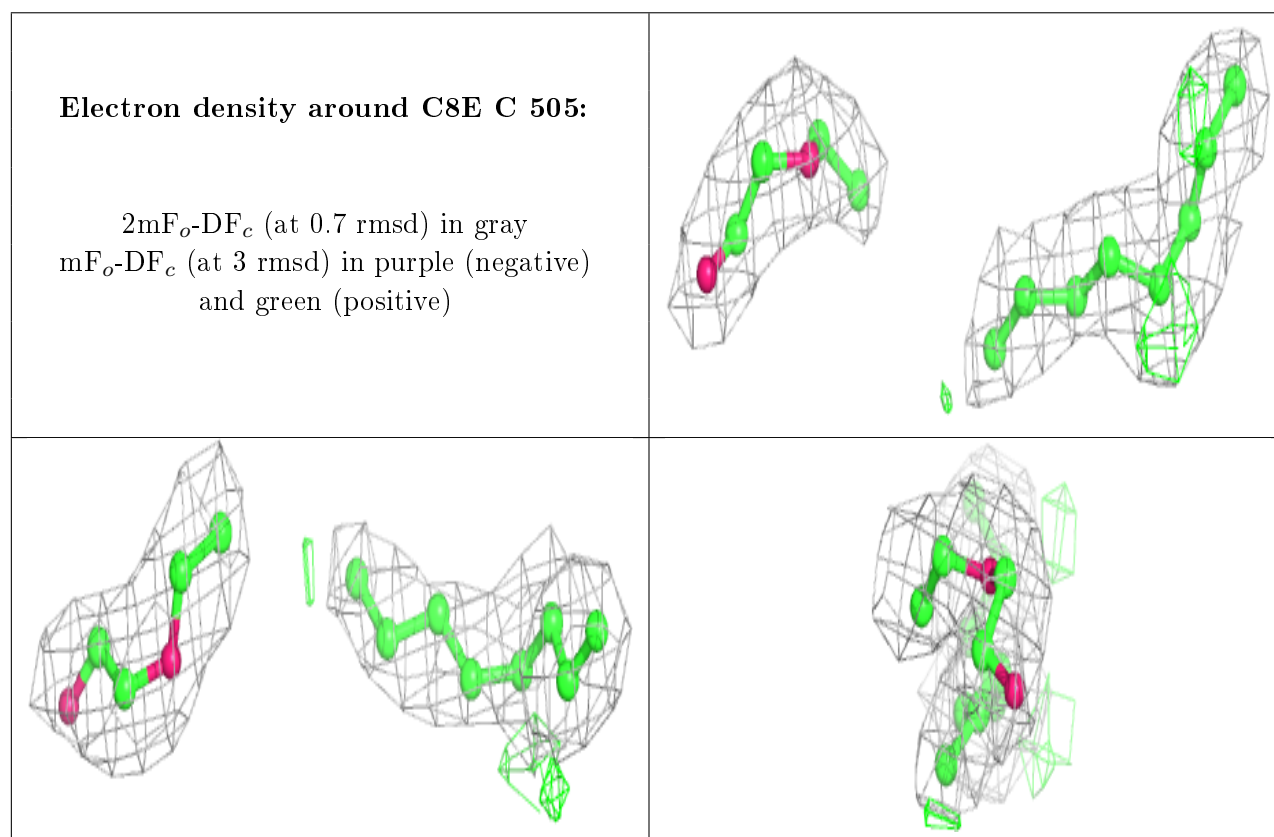 Electron density around C8E C 505:
2mFo-DFc (at 0.7 rmsd) in gray
mFo-DFc (at 3 rmsd) in purple (negative)
and green (positive)